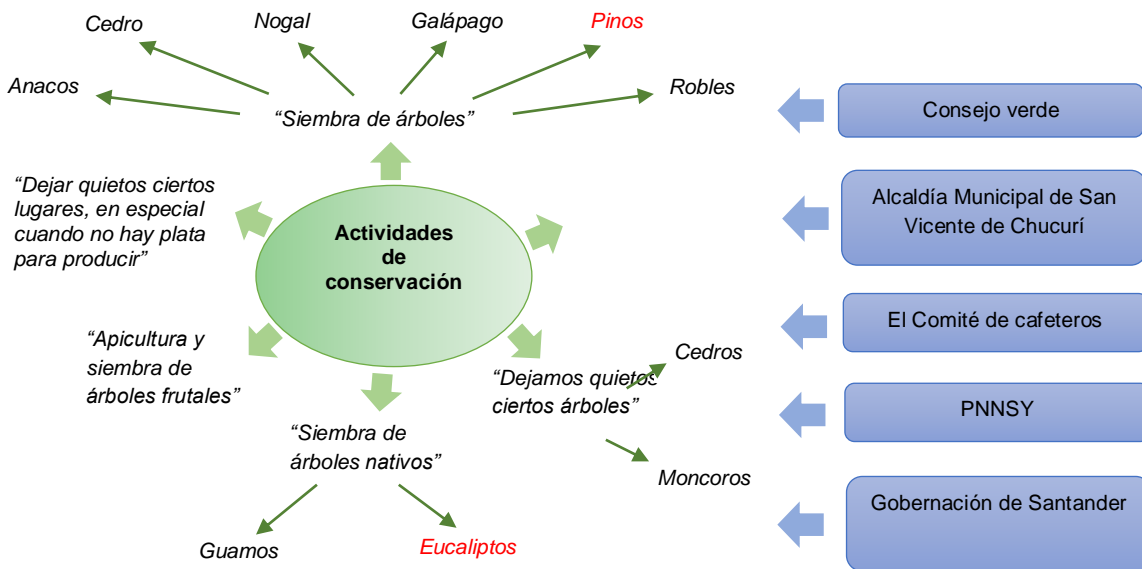 Cedro
Nogal
Galápago
Pinos
Anacos
Robles
“Siembra de árboles”
“Dejar quietos ciertos
lugares, en especial
cuando no hay plata
para producir”
Actividades
de
conservación
“Apicultura y
siembra de
árboles frutales”
“Dejamos quietos
ciertos árboles”
Cedros
Moncoros
“Siembra de
árboles nativos”
Guamos
Eucaliptos
Consejo verde
Alcaldía Municipal de San
Vicente de Chucurí
El Comité de cafeteros
PNNSY
Gobernación de Santander